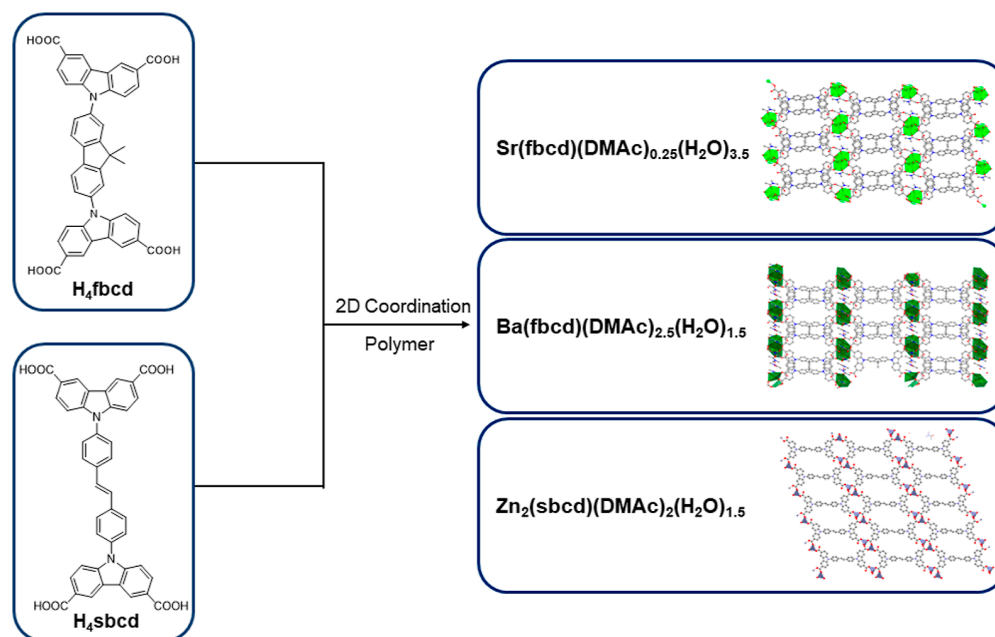 HOOC
COOH
N
N
HOOC
COOH
H₄fbcd
HOOC
COOH
N
N
HOOC
COOH
H₄sbcd
2D Coordination
Polymer
Sr(fbcd)(DMAc)₀.₂₅(H₂O)₃.₅
Ba(fbcd)(DMAc)₂.₅(H₂O)₁.₅
Zn₂(sbcd)(DMAc)₂(H₂O)₁.₅